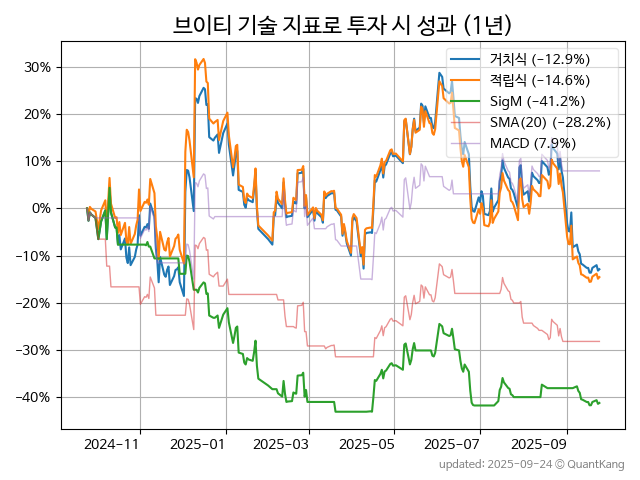 브이티 기술 지표로 투자 시 성과 (1년)
거치식 (−12.9%)
적립식 (−14.6%)
SigM (−41.2%)
SMA(20) (−28.2%)
MACD (7.9%)
30%
20%
10%
0%
−10%
−20%
−30%
−40%
2024−11 2025−01 2025−03 2025−05 2025−07 2025−09
updated: 2025-09-24 © QuantKang